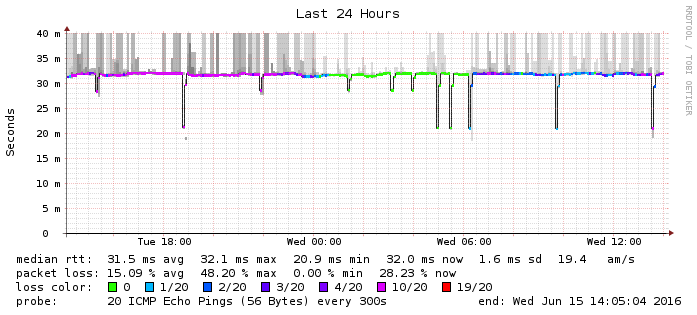 Last 24 Hours
RRDTOOL / TOBI OETIKER
Seconds
40 m
35 m
30 m
25 m
20 m
15 m
10 m
5 m
0
Tue 18:00 Wed 00:00 Wed 06:00 Wed 12:00
median rtt: 31.5 ms avg 32.1 ms max 20.9 ms min 32.0 ms now 1.6 ms sd 19.4 am/s
packet loss: 15.09 % avg 48.20 % max 0.00 % min 28.23 % now
loss color: 0 1/20 2/20 3/20 4/20 10/20 19/20
probe: 20 ICMP Echo Pings (56 Bytes) every 300s end: Wed Jun 15 14:05:04 2016